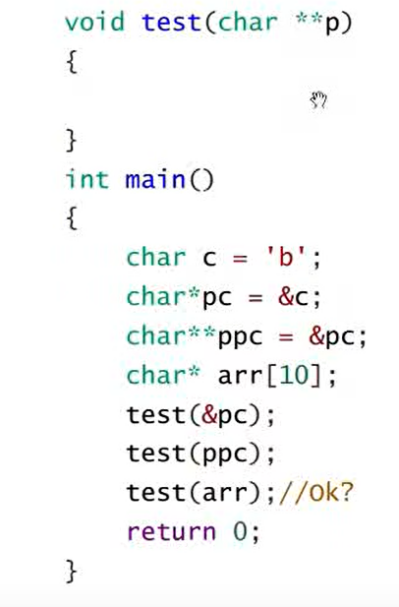 void test(char **p)
{
}
int main()
{
char c = 'b';
char*pc = &c;
char**ppc = &pc;
char* arr[10];
test(&pc);
test(ppc);
test(arr);//Ok?
return 0;
}